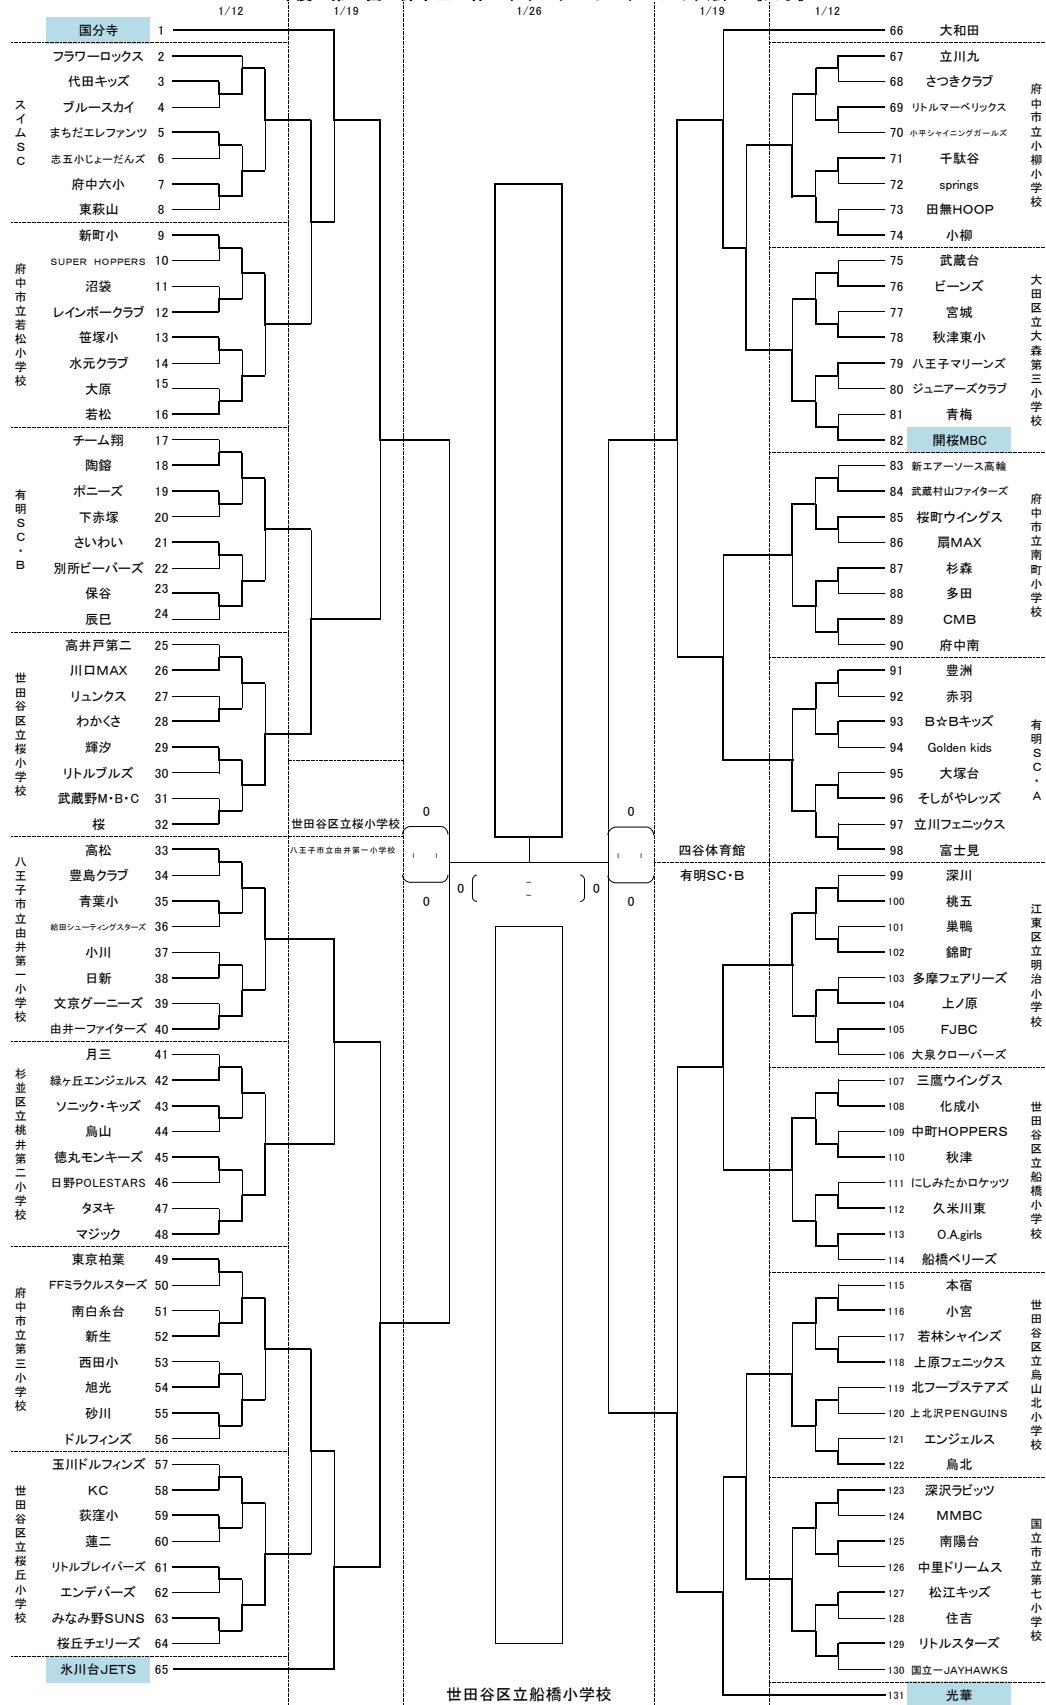 1/12
1/19
1/26
1/19
1/12
国分寺 1
フラワーロックス 2
代田キッズ 3
ブルースカイ 4
まちだエレファンツ 5
志五小じょーだんズ 6
府中六小 7
東萩山 8
スイムSC
新町小 9
SUPER HOPPERS 10
沼袋 11
レインボークラブ 12
笹塚小 13
水元クラブ 14
大原 15
若松 16
府中市立若松小学校
チーム翔 17
陶鎔 18
ポニーズ 19
下赤塚 20
さいわい 21
別所ビーバーズ 22
保谷 23
辰巳 24
有明SC・B
高井戸第二 25
川口MAX 26
リュンクス 27
わかくさ 28
輝汐 29
リトルブルズ 30
武蔵野M・B・C 31
桜 32
世田谷区立桜小学校
高松 33
豊島クラブ 34
青葉小 35
給田シューティングスターズ 36
小川 37
日新 38
文京グーニーズ 39
由井一ファイターズ 40
八王子市立由井第一小学校
月三 41
緑ヶ丘エンジェルス 42
ソニック・キッズ 43
烏山 44
徳丸モンキーズ 45
日野POLESTARS 46
タヌキ 47
マジック 48
杉並区立桃井第二小学校
東京柏葉 49
FFミラクルスターズ 50
南白糸台 51
新生 52
西田小 53
旭光 54
砂川 55
ドルフィンズ 56
府中市立第三小学校
玉川ドルフィンズ 57
KC 58
荻窪小 59
蓮二 60
リトルブレイバーズ 61
エンデバーズ 62
みなみ野SUNS 63
桜丘チェリーズ 64
世田谷区立桜丘小学校
氷川台JETS 65
世田谷区立桜小学校
八王子市立由井第一小学校
0
0
0
0
0
0
四谷体育館
有明SC・B
世田谷区立船橋小学校
66 大和田
67 立川九
68 さつきクラブ
69 リトルマーベリックス
70 小平シャイニングガールズ
71 千駄谷
72 springs
73 田無HOOP
74 小柳
府中市立小柳小学校
75 武蔵台
76 ビーンズ
77 宮城
78 秋津東小
79 八王子マリーンズ
80 ジュニアーズクラブ
81 青梅
82 開桜MBC
大田区立大森第三小学校
83 新エアーソース高輪
84 武蔵村山ファイターズ
85 桜町ウイングス
86 扇MAX
87 杉森
88 多田
89 CMB
90 府中南
府中市立南町小学校
91 豊洲
92 赤羽
93 B☆Bキッズ
94 Golden kids
95 大塚台
96 そしがやレッズ
97 立川フェニックス
98 富士見
有明SC・A
99 深川
100 桃五
101 巣鴨
102 錦町
103 多摩フェアリーズ
104 上ノ原
105 FJBC
106 大泉クローバーズ
江東区立明治小学校
107 三鷹ウイングス
108 化成小
109 中町HOPPERS
110 秋津
111 にしみたかロケッツ
112 久米川東
113 O.A.girls
114 船橋ベリーズ
世田谷区立船橋小学校
115 本宿
116 小宮
117 若林シャインズ
118 上原フェニックス
119 北フープステアズ
120 上北沢PENGUINS
121 エンジェルス
122 烏北
世田谷区立烏山北小学校
123 深沢ラビッツ
124 MMBC
125 南陽台
126 中里ドリームス
127 松江キッズ
128 住吉
129 リトルスターズ
130 国立一JAYHAWKS
国立市立第七小学校
131 光華